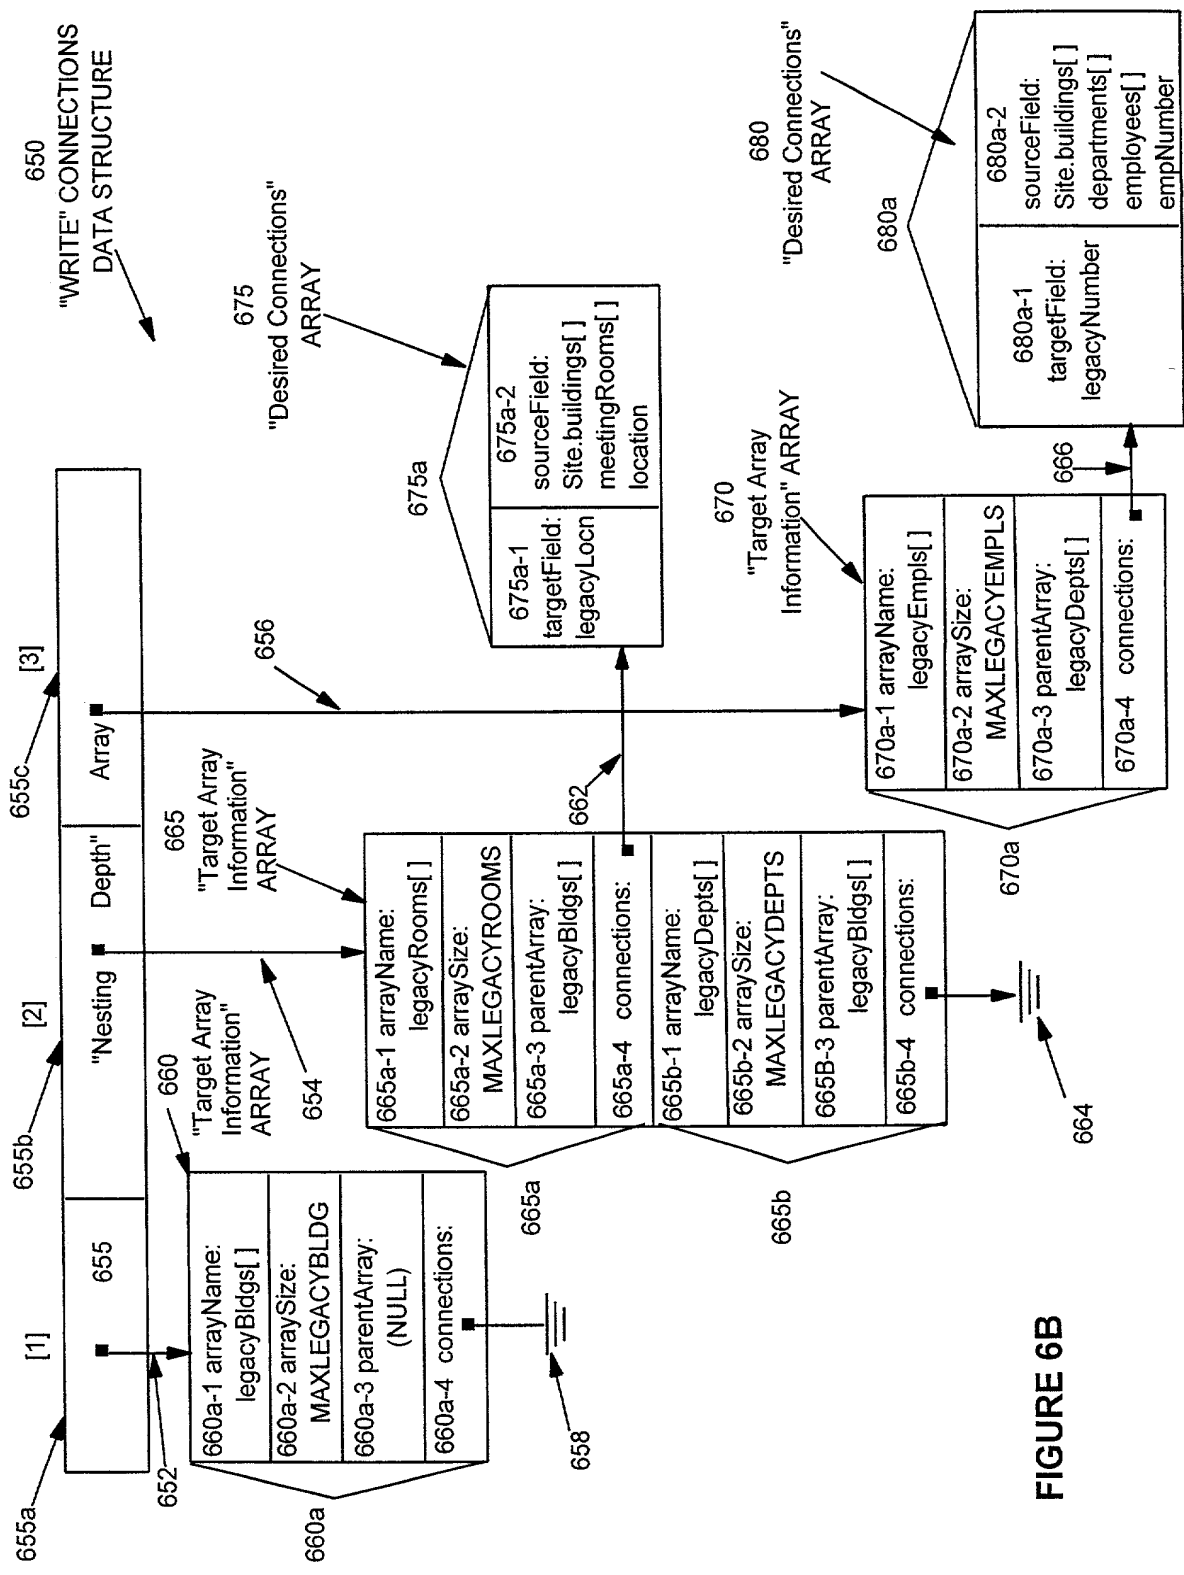 650
"WRITE" CONNECTIONS
DATA STRUCTURE
655a
[1]
655b
[2]
655c
[3]
655
"Nesting
Depth"
Array
652
654
656
660
"Target Array
Information"
ARRAY
660a-1 arrayName:
legacyBldgs[ ]
660a-2 arraySize:
MAXLEGACYBLDG
660a-3 parentArray:
(NULL)
660a-4 connections:
660a
658
665
"Target Array
Information"
ARRAY
665a-1 arrayName:
legacyRooms[ ]
665a-2 arraySize:
MAXLEGACYROOMS
665a-3 parentArray:
legacyBldgs[ ]
665a-4 connections:
665b-1 arrayName:
legacyDepts[ ]
665b-2 arraySize:
MAXLEGACYDEPTS
665B-3 parentArray:
legacyBldgs[ ]
665b-4 connections:
665a
665b
662
664
675
"Desired Connections"
ARRAY
675a
675a-1
targetField:
legacyLocn
675a-2
sourceField:
Site.buildings[ ]
meetingRooms[ ]
location
670
"Target Array
Information" ARRAY
670a-1 arrayName:
legacyEmpls[ ]
670a-2 arraySize:
MAXLEGACYEMPLS
670a-3 parentArray:
legacyDepts[ ]
670a-4 connections:
670a
666
680
"Desired Connections"
ARRAY
680a
680a-1
targetField:
legacyNumber
680a-2
sourceField:
Site.buildings[ ]
departments[ ]
employees[ ]
empNumber
FIGURE 6B